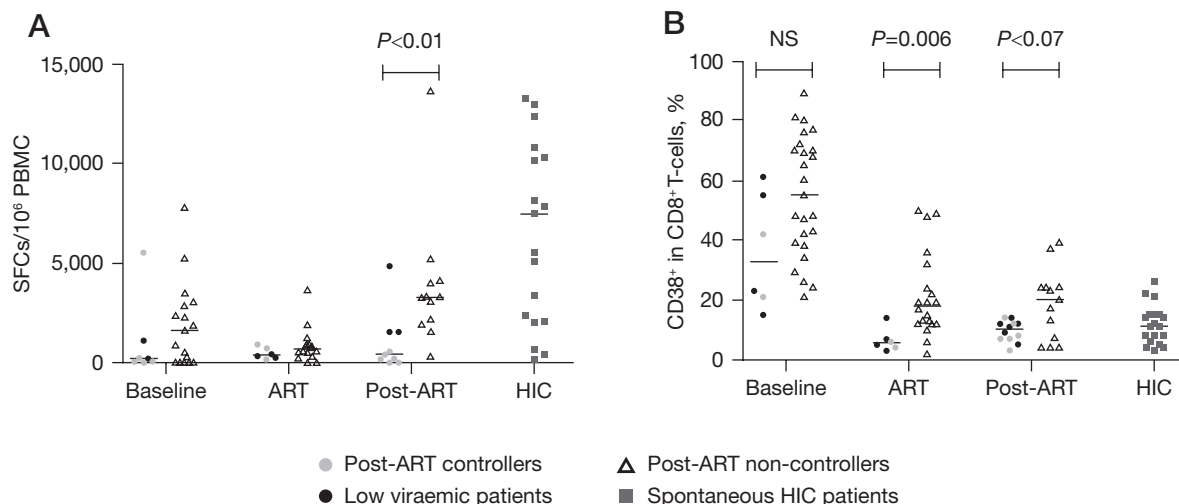 A
P<0.01
15,000
10,000
5,000
0
SFCs/10⁶ PBMC
Baseline
ART
Post-ART
HIC
B
NS
P=0.006
P<0.07
100
80
60
40
20
0
CD38⁺ in CD8⁺T-cells, %
Baseline
ART
Post-ART
HIC
Post-ART controllers
Post-ART non-controllers
Low viraemic patients
Spontaneous HIC patients